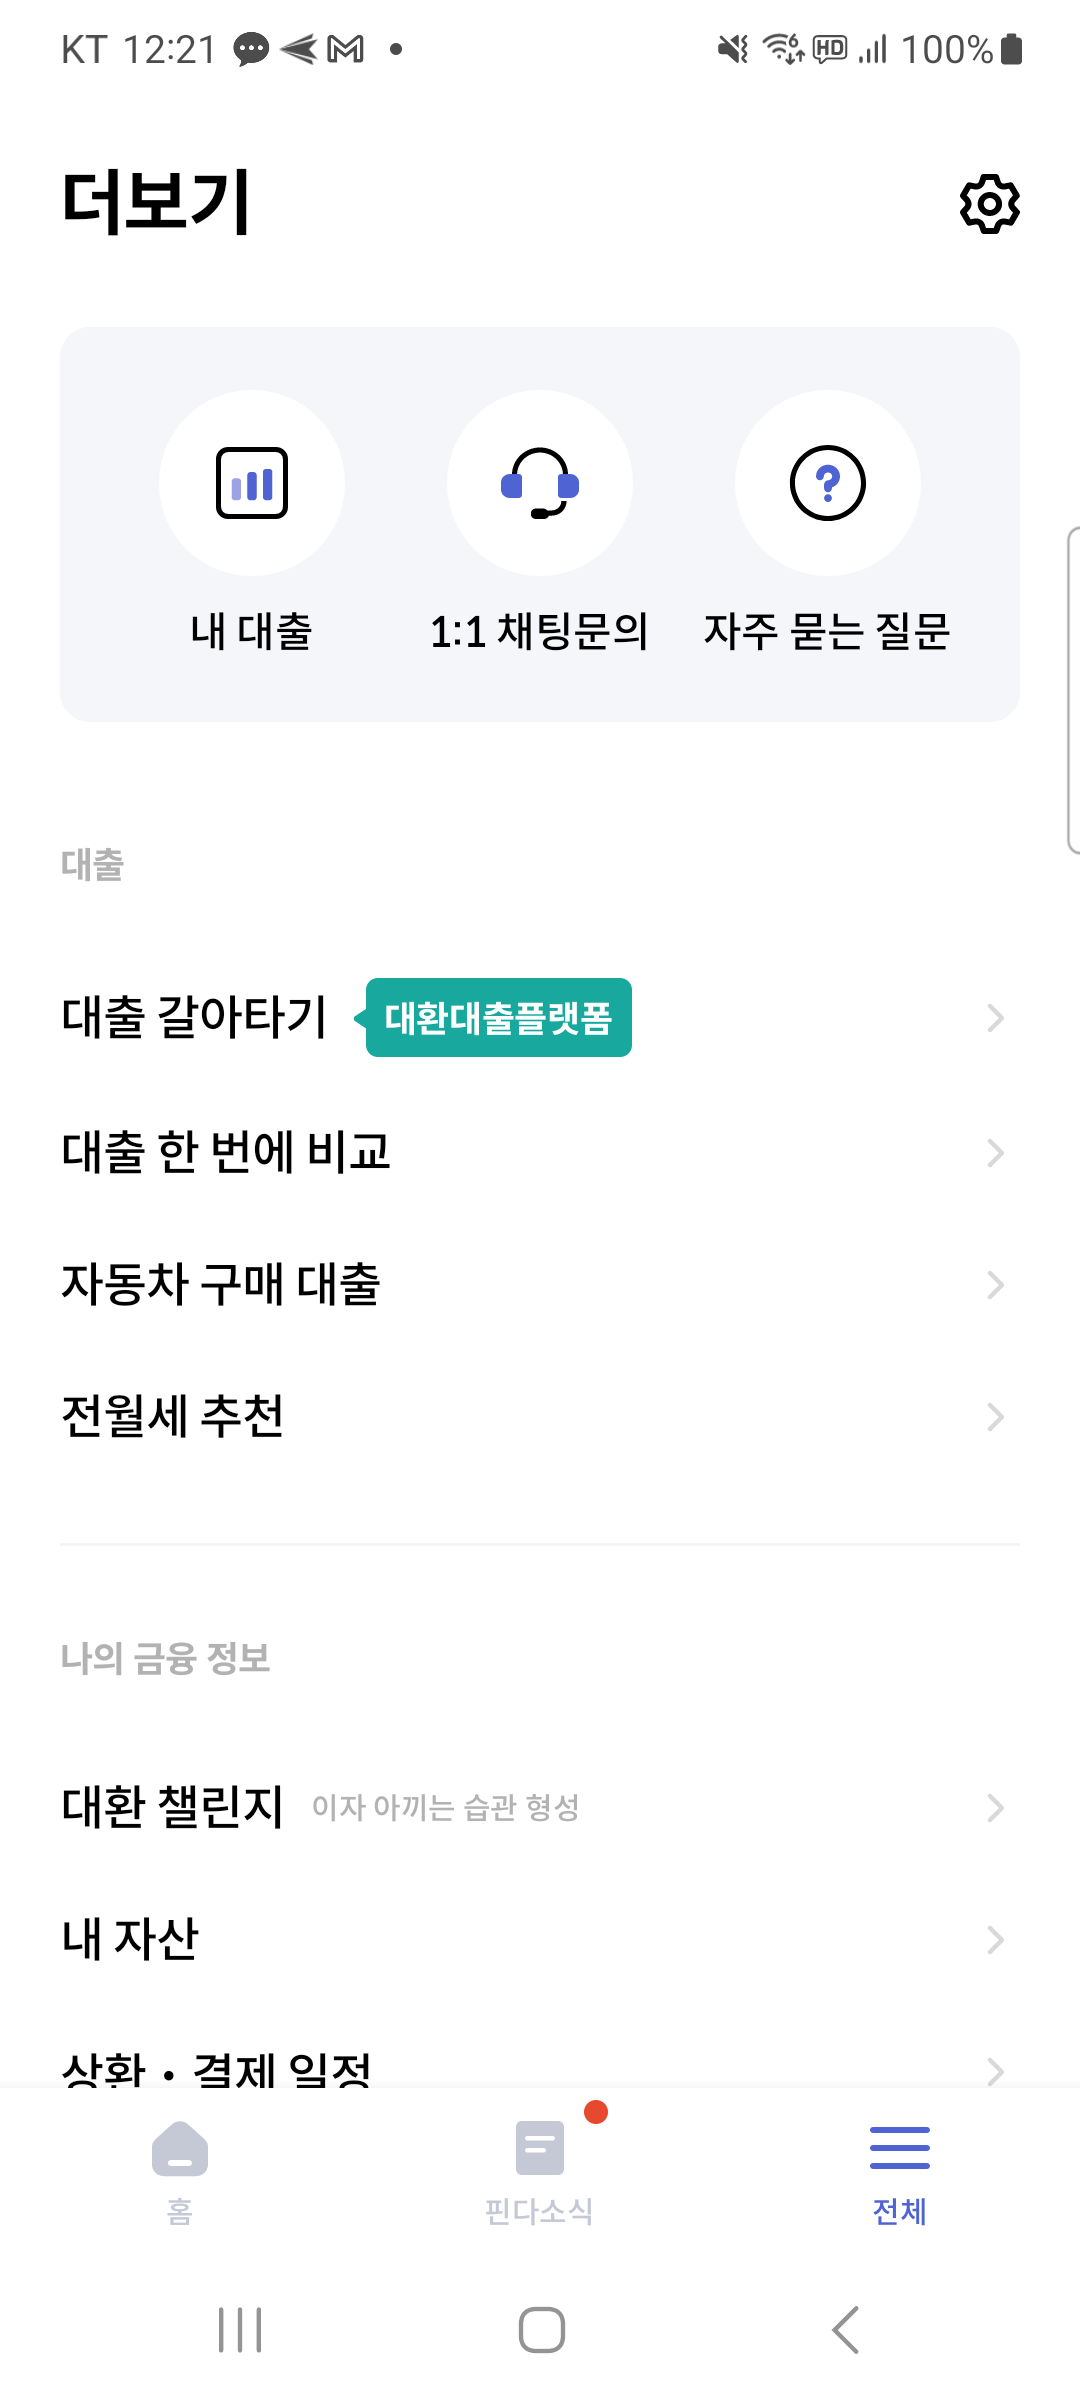 KT 12:21 HD 100%
더보기
내 대출 1:1 채팅문의 자주 묻는 질문
대출
대출 갈아타기 대환대출플랫폼
대출 한 번에 비교
자동차 구매 대출
전월세 추천
나의 금융 정보
대환 챌린지 이자 아끼는 습관 형성
내 자산
상환 • 결제 일정
홈 핀다소식 전체